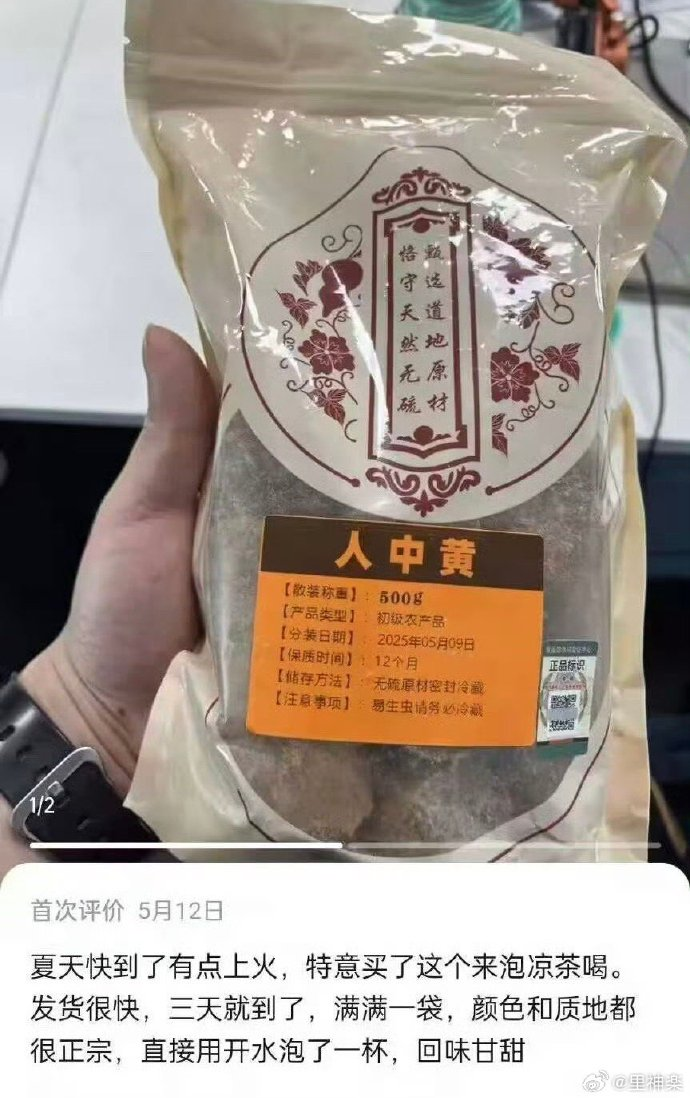 甄选道地原材
恪守天然无硫
人中黄
【散装称重】：500g
【产品类型】：初级农产品
【分装日期】：2025年05月09日
【保质时间】：12个月
【储存方法】：无硫原材密封冷藏
【注意事项】：易生虫请务必冷藏
正品标识
1/2
首次评价 5月12日
夏天快到了有点上火，特意买了这个来泡凉茶喝。
发货很快，三天就到了，满满一袋，颜色和质地都
很正宗，直接用开水泡了一杯，回味甘甜
@里神楽